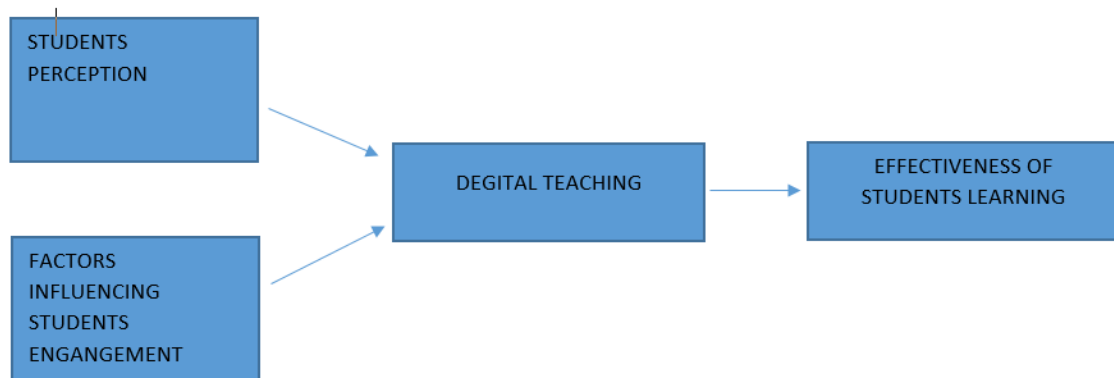 STUDENTS
PERCEPTION
FACTORS
INFLUENCING
STUDENTS
ENGANGEMENT
DEGITAL TEACHING
EFFECTIVENESS OF
STUDENTS LEARNING